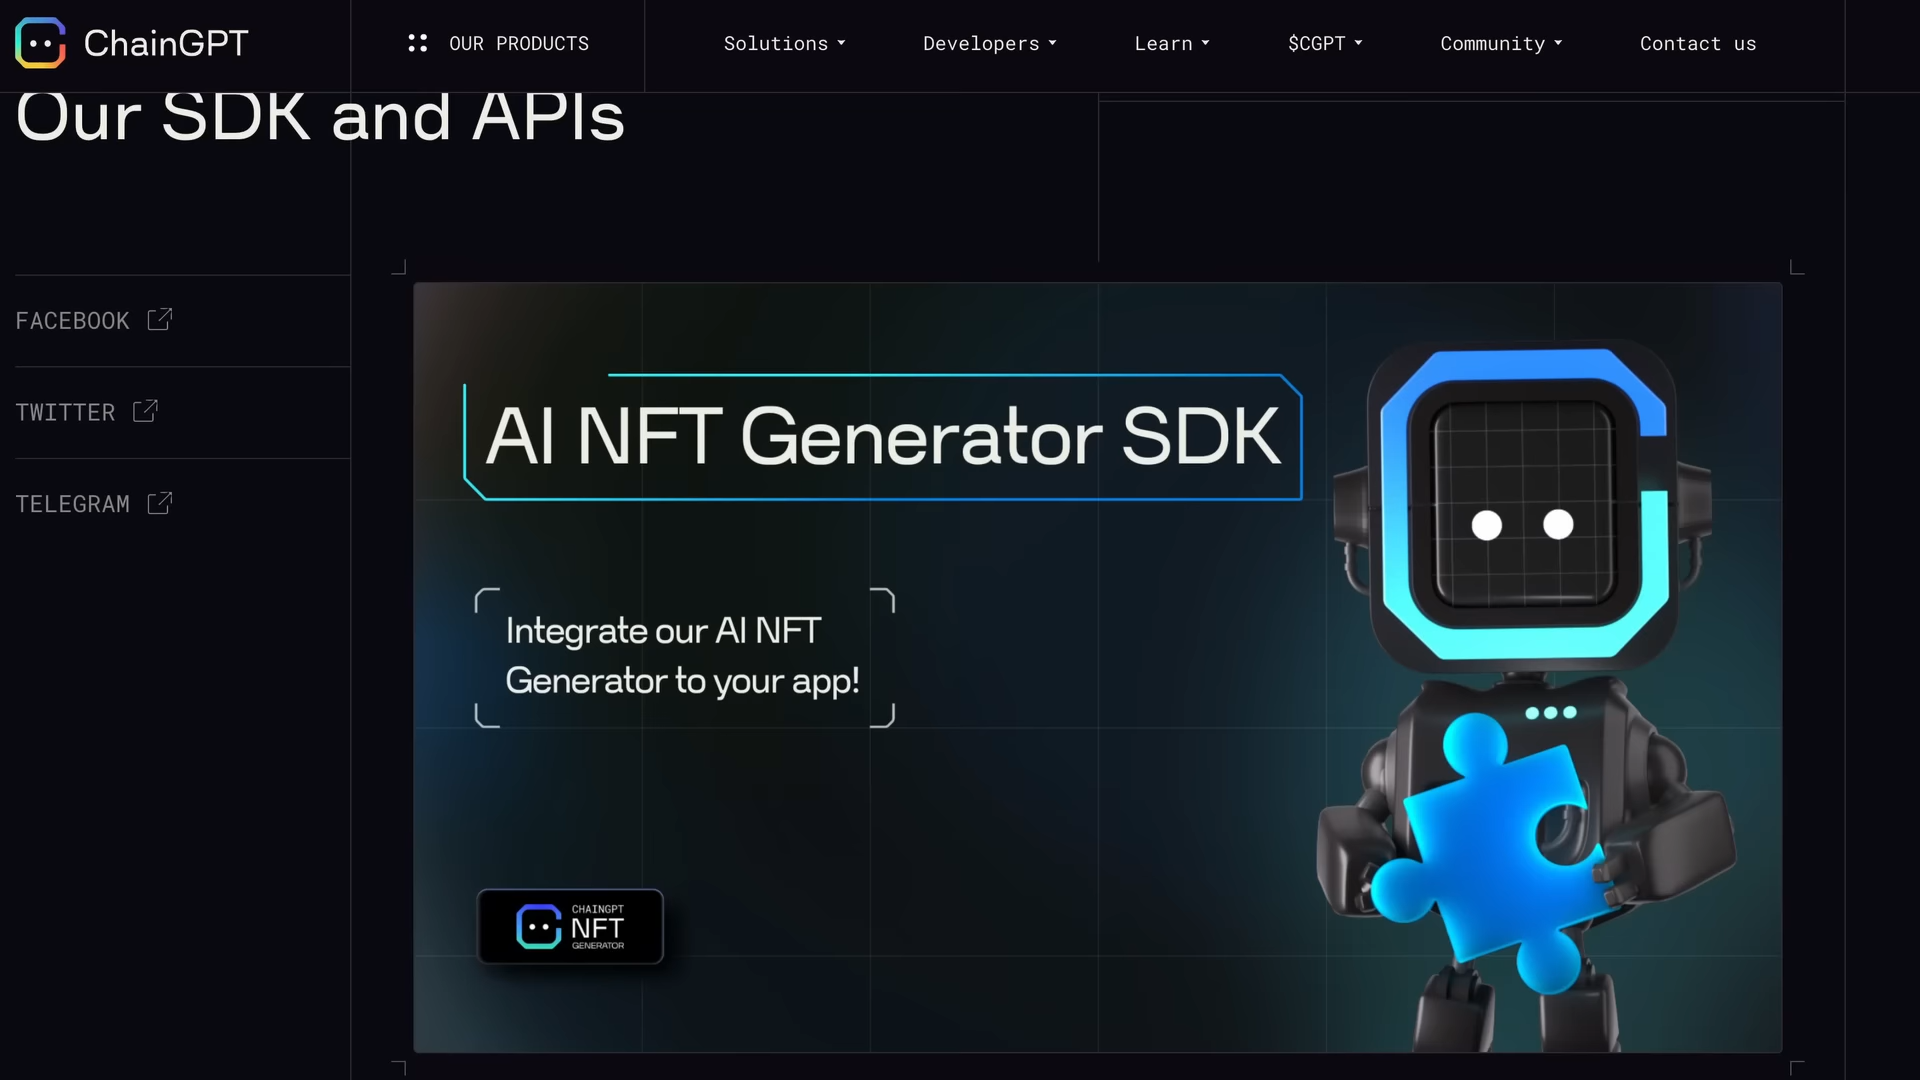 ChainGPT
OUR PRODUCTS
Solutions
Developers
Learn
$CGPT
Community
Contact us
Our SDK and APIs
FACEBOOK
TWITTER
TELEGRAM
AI NFT Generator SDK
Integrate our AI NFT
Generator to your app!
CHAINGPT
NFT
GENERATOR